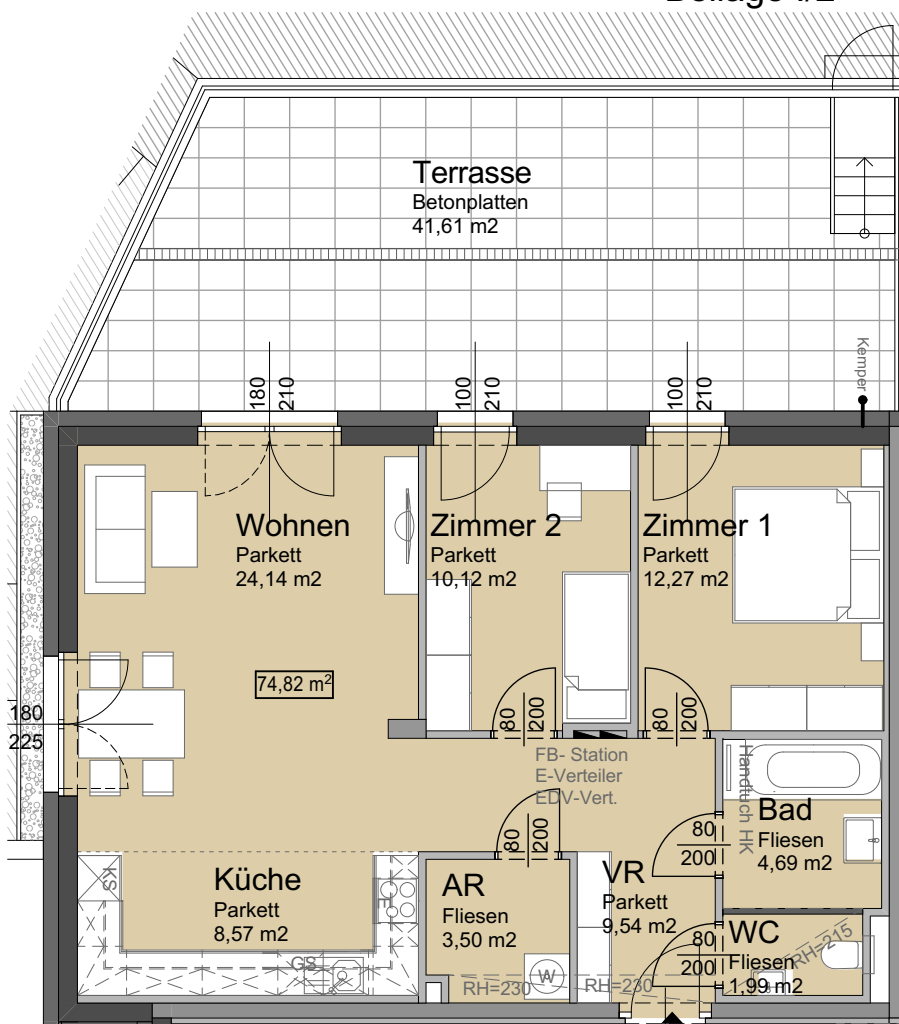 Terrasse
Betonplatten
41,61 m2
Kemper
180
210
100
210
100
210
Wohnen
Parkett
24,14 m2
Zimmer 2
Parkett
10,12 m2
Zimmer 1
Parkett
12,27 m2
74,82 m²
180
225
80
200
80
200
FB- Station
E-Verteiler
EDV-Vert.
Handtuch HK
Bad
Fliesen
4,69 m2
80
200
80
200
KS
Küche
Parkett
8,57 m2
E
GS
AR
Fliesen
3,50 m2
W
RH=230
VR
Parkett
9,54 m2
RH=230
80
200
WC
Fliesen
1,99 m2
RH=215